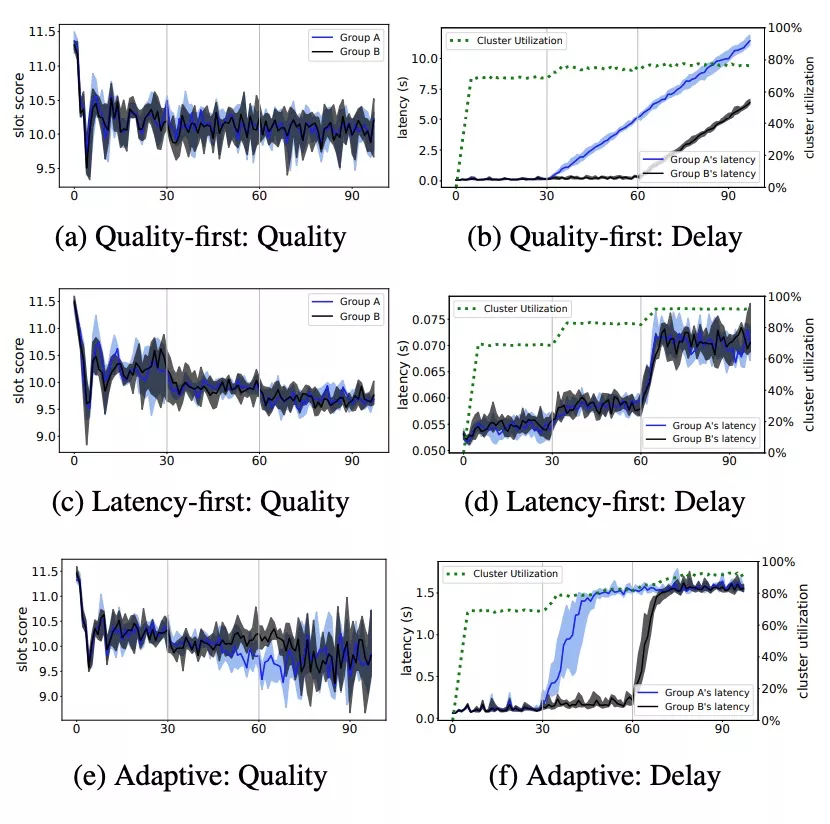 11.5
11.0
10.5
10.0
9.5
slot score
Group A
Group B
0
30
60
90
(a) Quality-first: Quality
10.0
7.5
5.0
2.5
0.0
latency (s)
Cluster Utilization
Group A's latency
Group B's latency
100%
80%
60%
40%
20%
0%
cluster utilization
0
30
60
90
(b) Quality-first: Delay
11.5
11.0
10.5
10.0
9.5
9.0
slot score
Group A
Group B
0
30
60
90
(c) Latency-first: Quality
0.075
0.070
0.065
0.060
0.055
0.050
latency (s)
Cluster Utilization
Group A's latency
Group B's latency
100%
80%
60%
40%
20%
0%
cluster utilization
0
30
60
90
(d) Latency-first: Delay
11.5
11.0
10.5
10.0
9.5
9.0
slot score
Group A
Group B
0
30
60
90
(e) Adaptive: Quality
1.5
1.0
0.5
0.0
latency (s)
Cluster Utilization
Group A's latency
Group B's latency
100%
80%
60%
40%
20%
0%
cluster utilization
0
30
60
90
(f) Adaptive: Delay